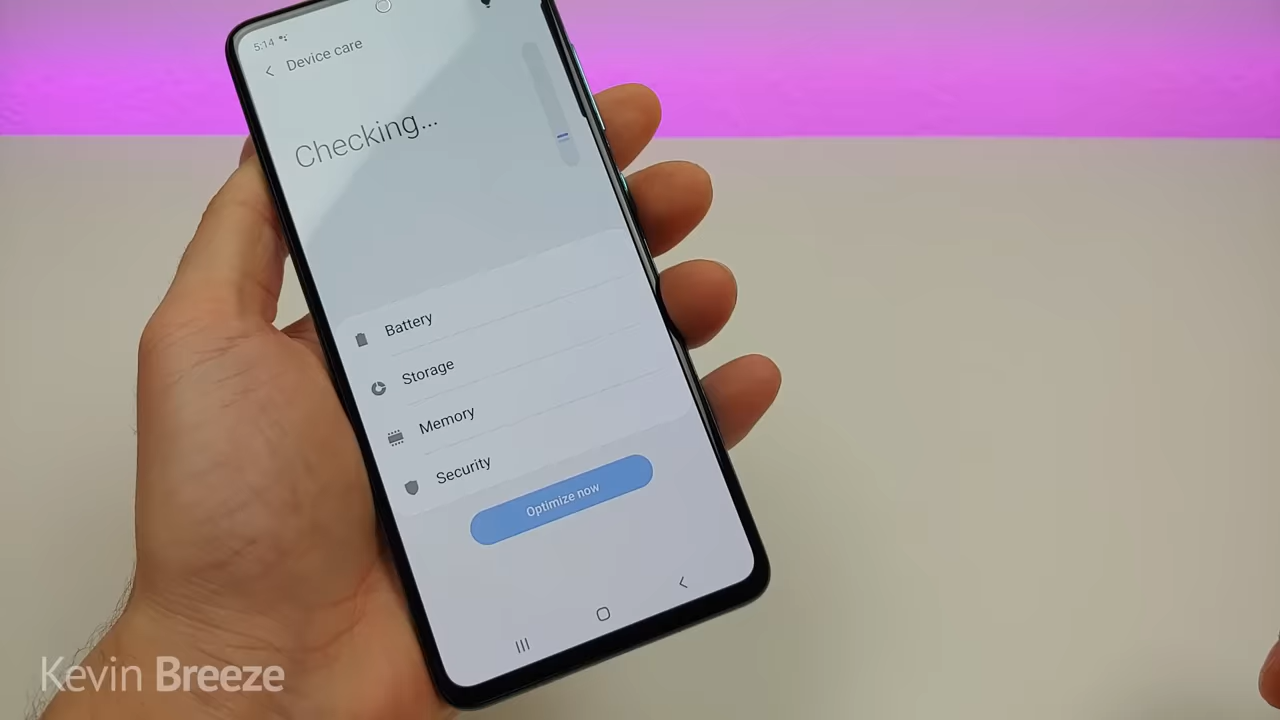 5:14
Device care
Checking...
Battery
Storage
Memory
Security
Optimize now
Kevin Breeze